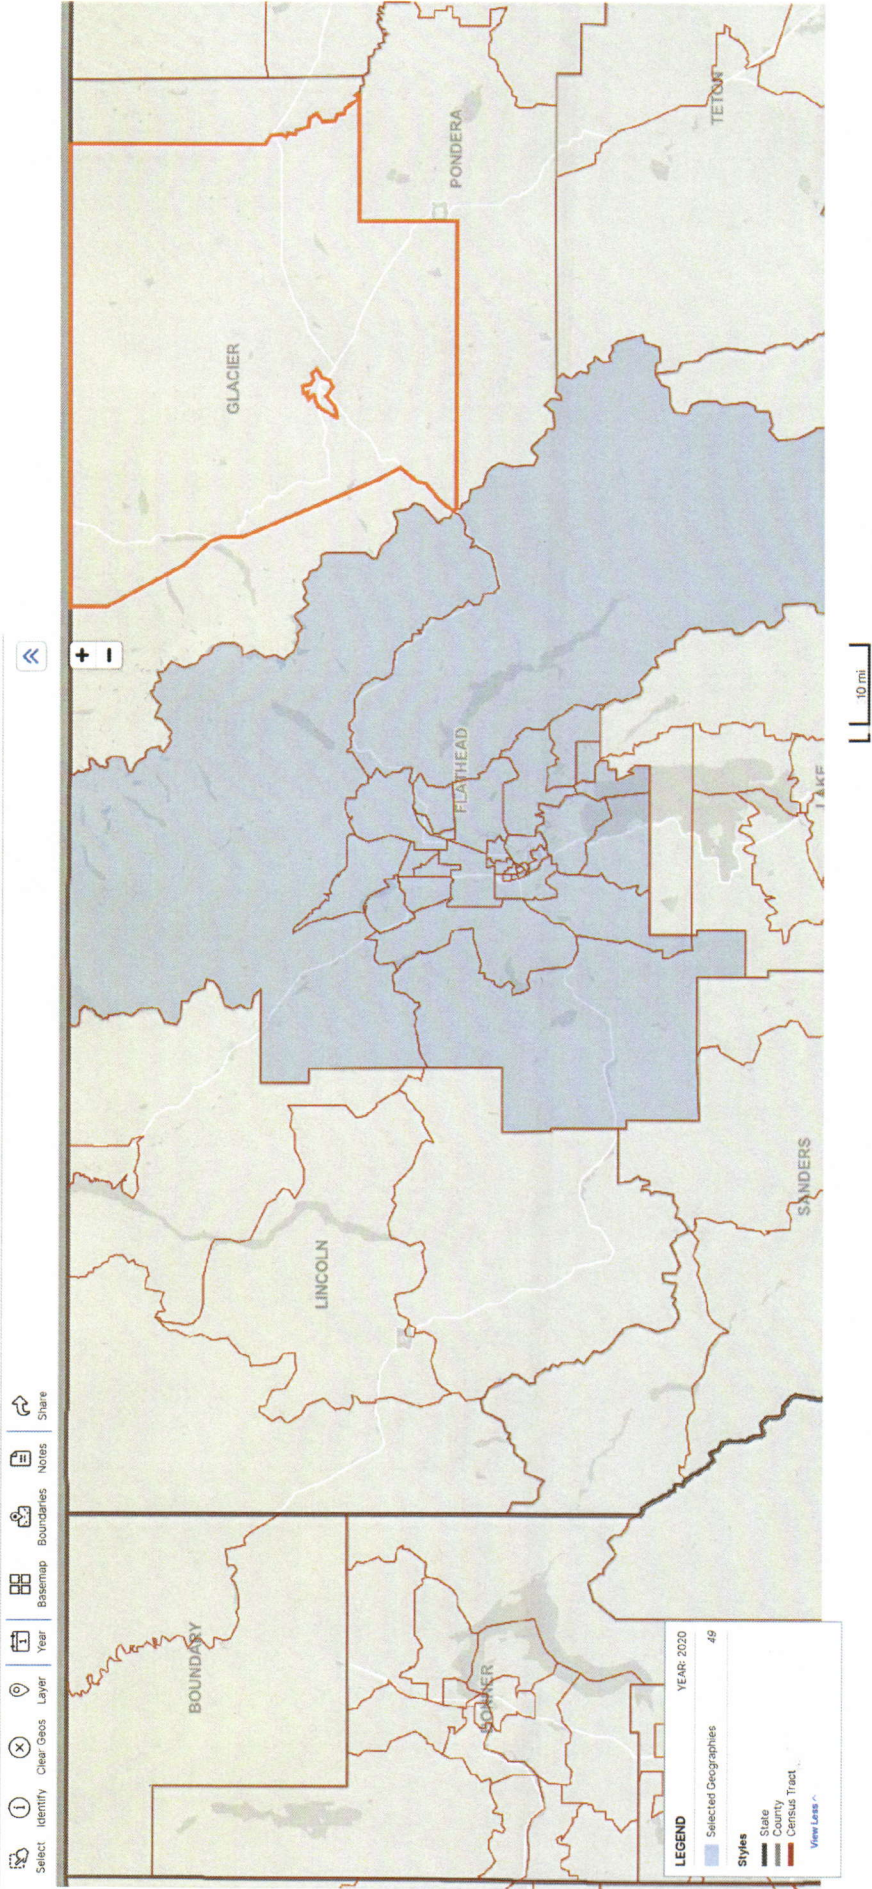 Select Identify Clear Geos Layer Year Basemap Boundaries Notes Share
+
−
BOUNDARY
LINCOLN
GLACIER
BONNER
FLATHEAD
PONDERA
SANDERS
LAKE
TETON
LEGEND YEAR: 2020
Selected Geographies 49
Styles
State
County
Census Tract
View Less
10 mi